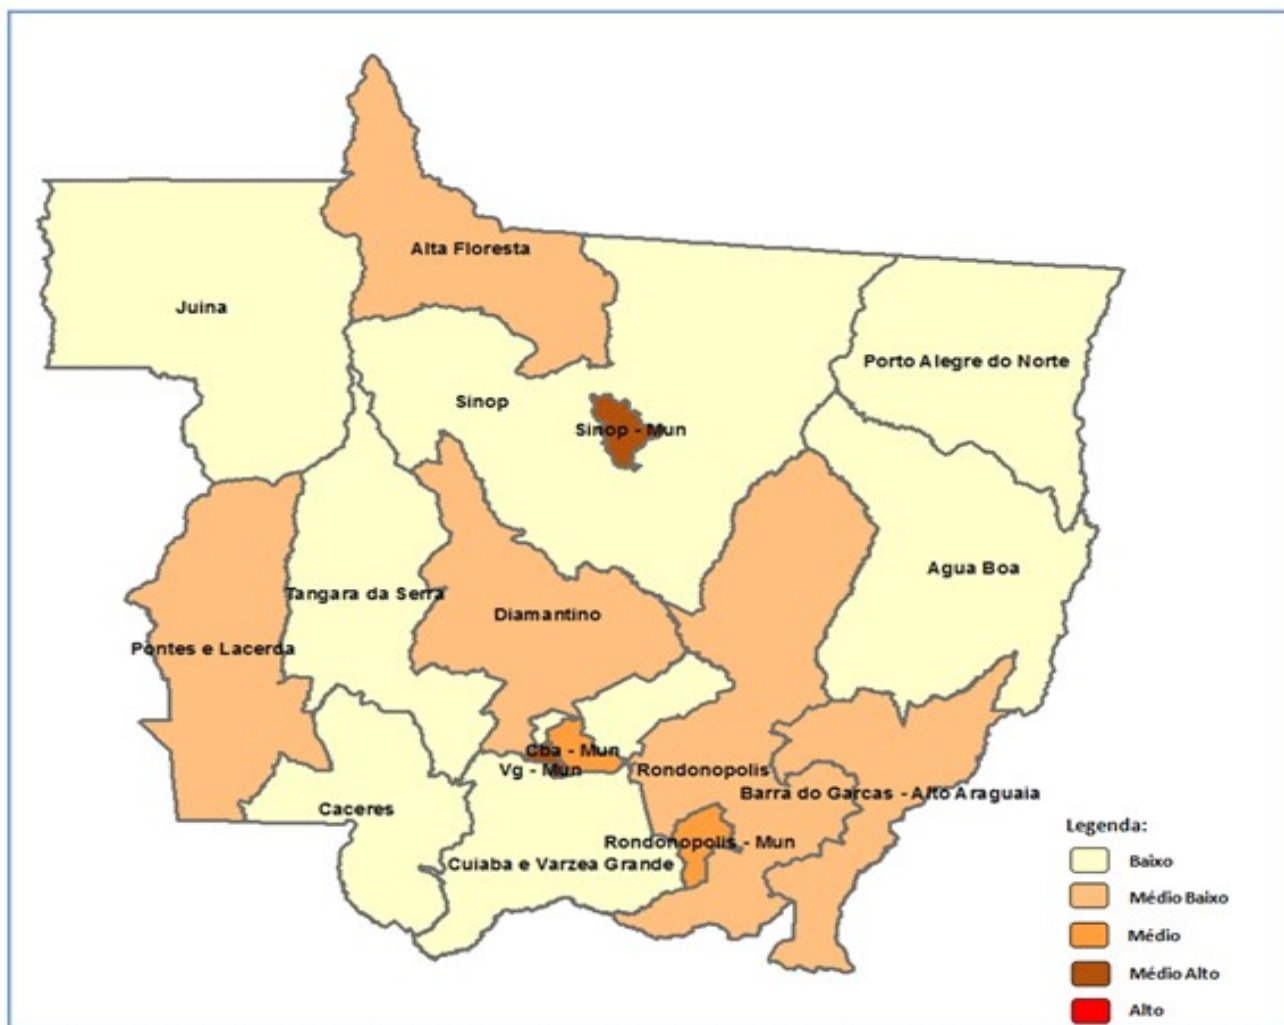 Alta Floresta
Juina
Porto Alegre do Norte
Sinop
Sinop - Mun
Agua Boa
Tangara da Serra
Diamantino
Pontes e Lacerda
Cba - Mun
Vg - Mun
Rondonopolis
Barra do Garcas - Alto Araguaia
Caceres
Rondonopolis - Mun
Cuiaba e Varzea Grande
Legenda:
Baixo
Médio Baixo
Médio
Médio Alto
Alto